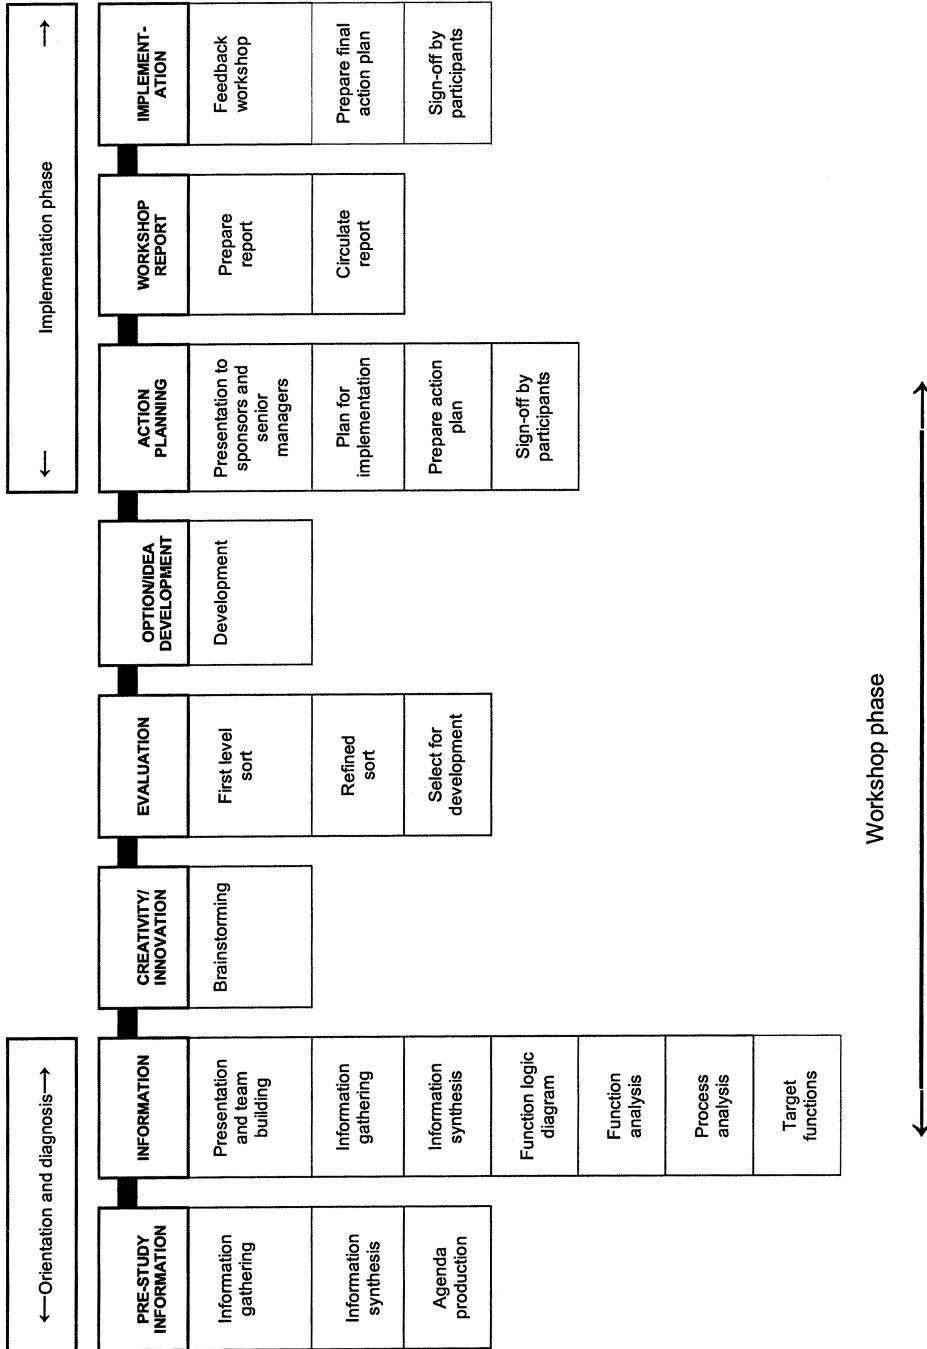 ←Orientation and diagnosis→
← Implementation phase →
PRE-STUDY
INFORMATION
Information
gathering
Information
synthesis
Agenda
production
INFORMATION
Presentation
and team
building
Information
gathering
Information
synthesis
Function logic
diagram
Function
analysis
Process
analysis
Target
functions
CREATIVITY/
INNOVATION
Brainstorming
EVALUATION
First level
sort
Refined
sort
Select for
development
OPTION/IDEA
DEVELOPMENT
Development
ACTION
PLANNING
Presentation to
sponsors and
senior
managers
Plan for
implementation
Prepare action
plan
Sign-off by
participants
WORKSHOP
REPORT
Prepare
report
Circulate
report
IMPLEMENT-
ATION
Feedback
workshop
Prepare final
action plan
Sign-off by
participants
Workshop phase